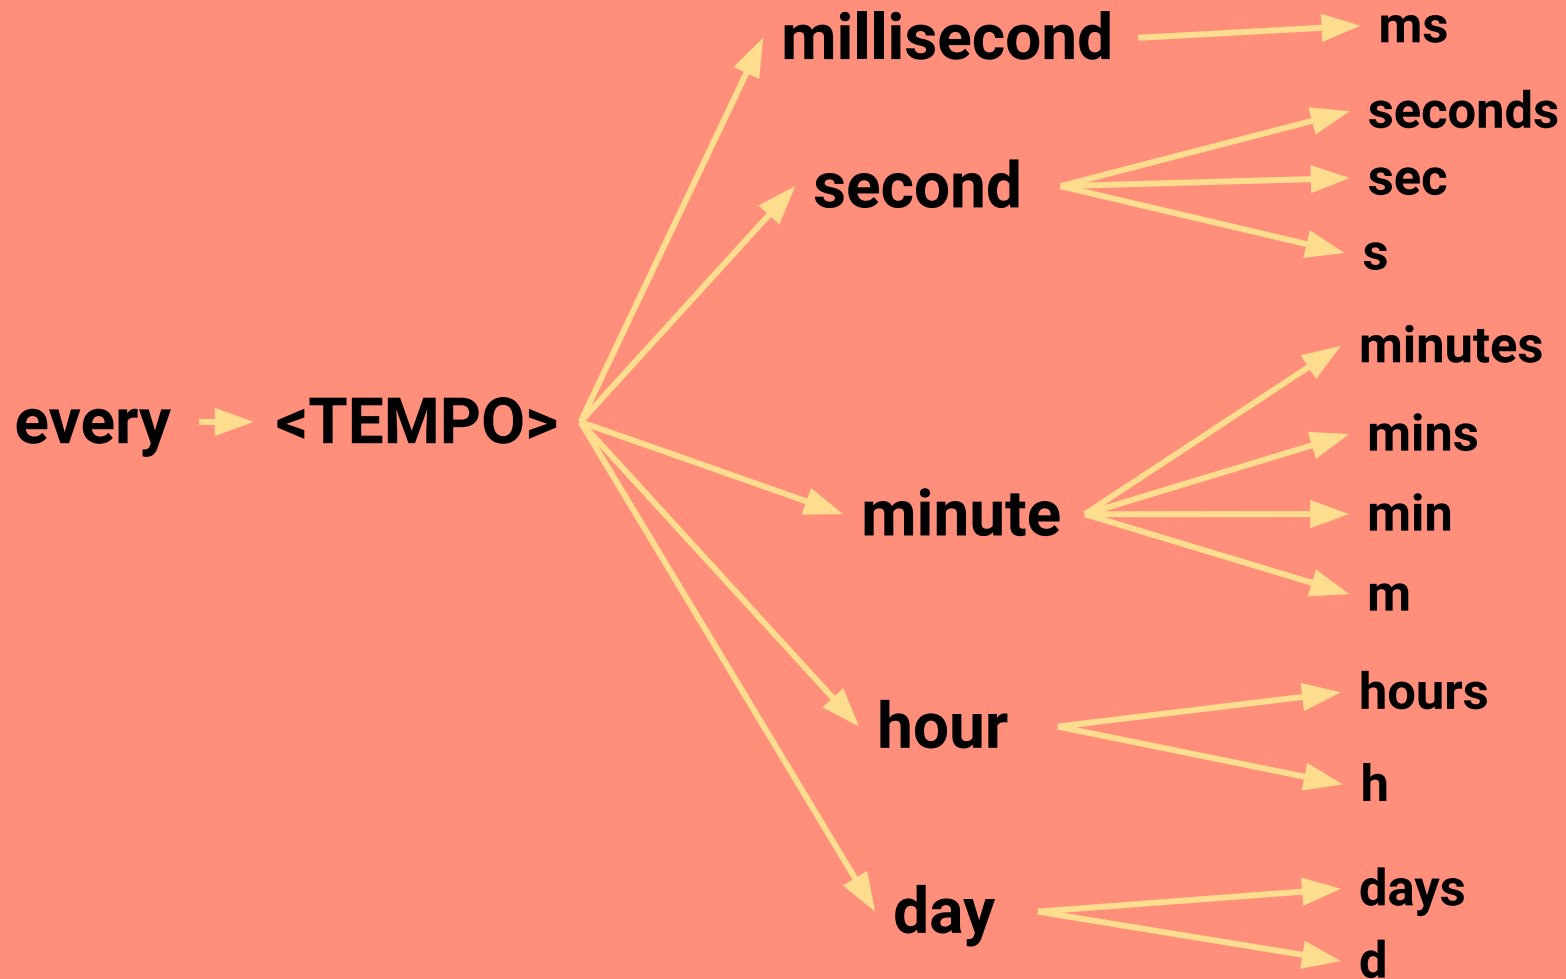 every
<TEMPO>
millisecond
ms
second
seconds
sec
s
minute
minutes
mins
min
m
hour
hours
h
day
days
d